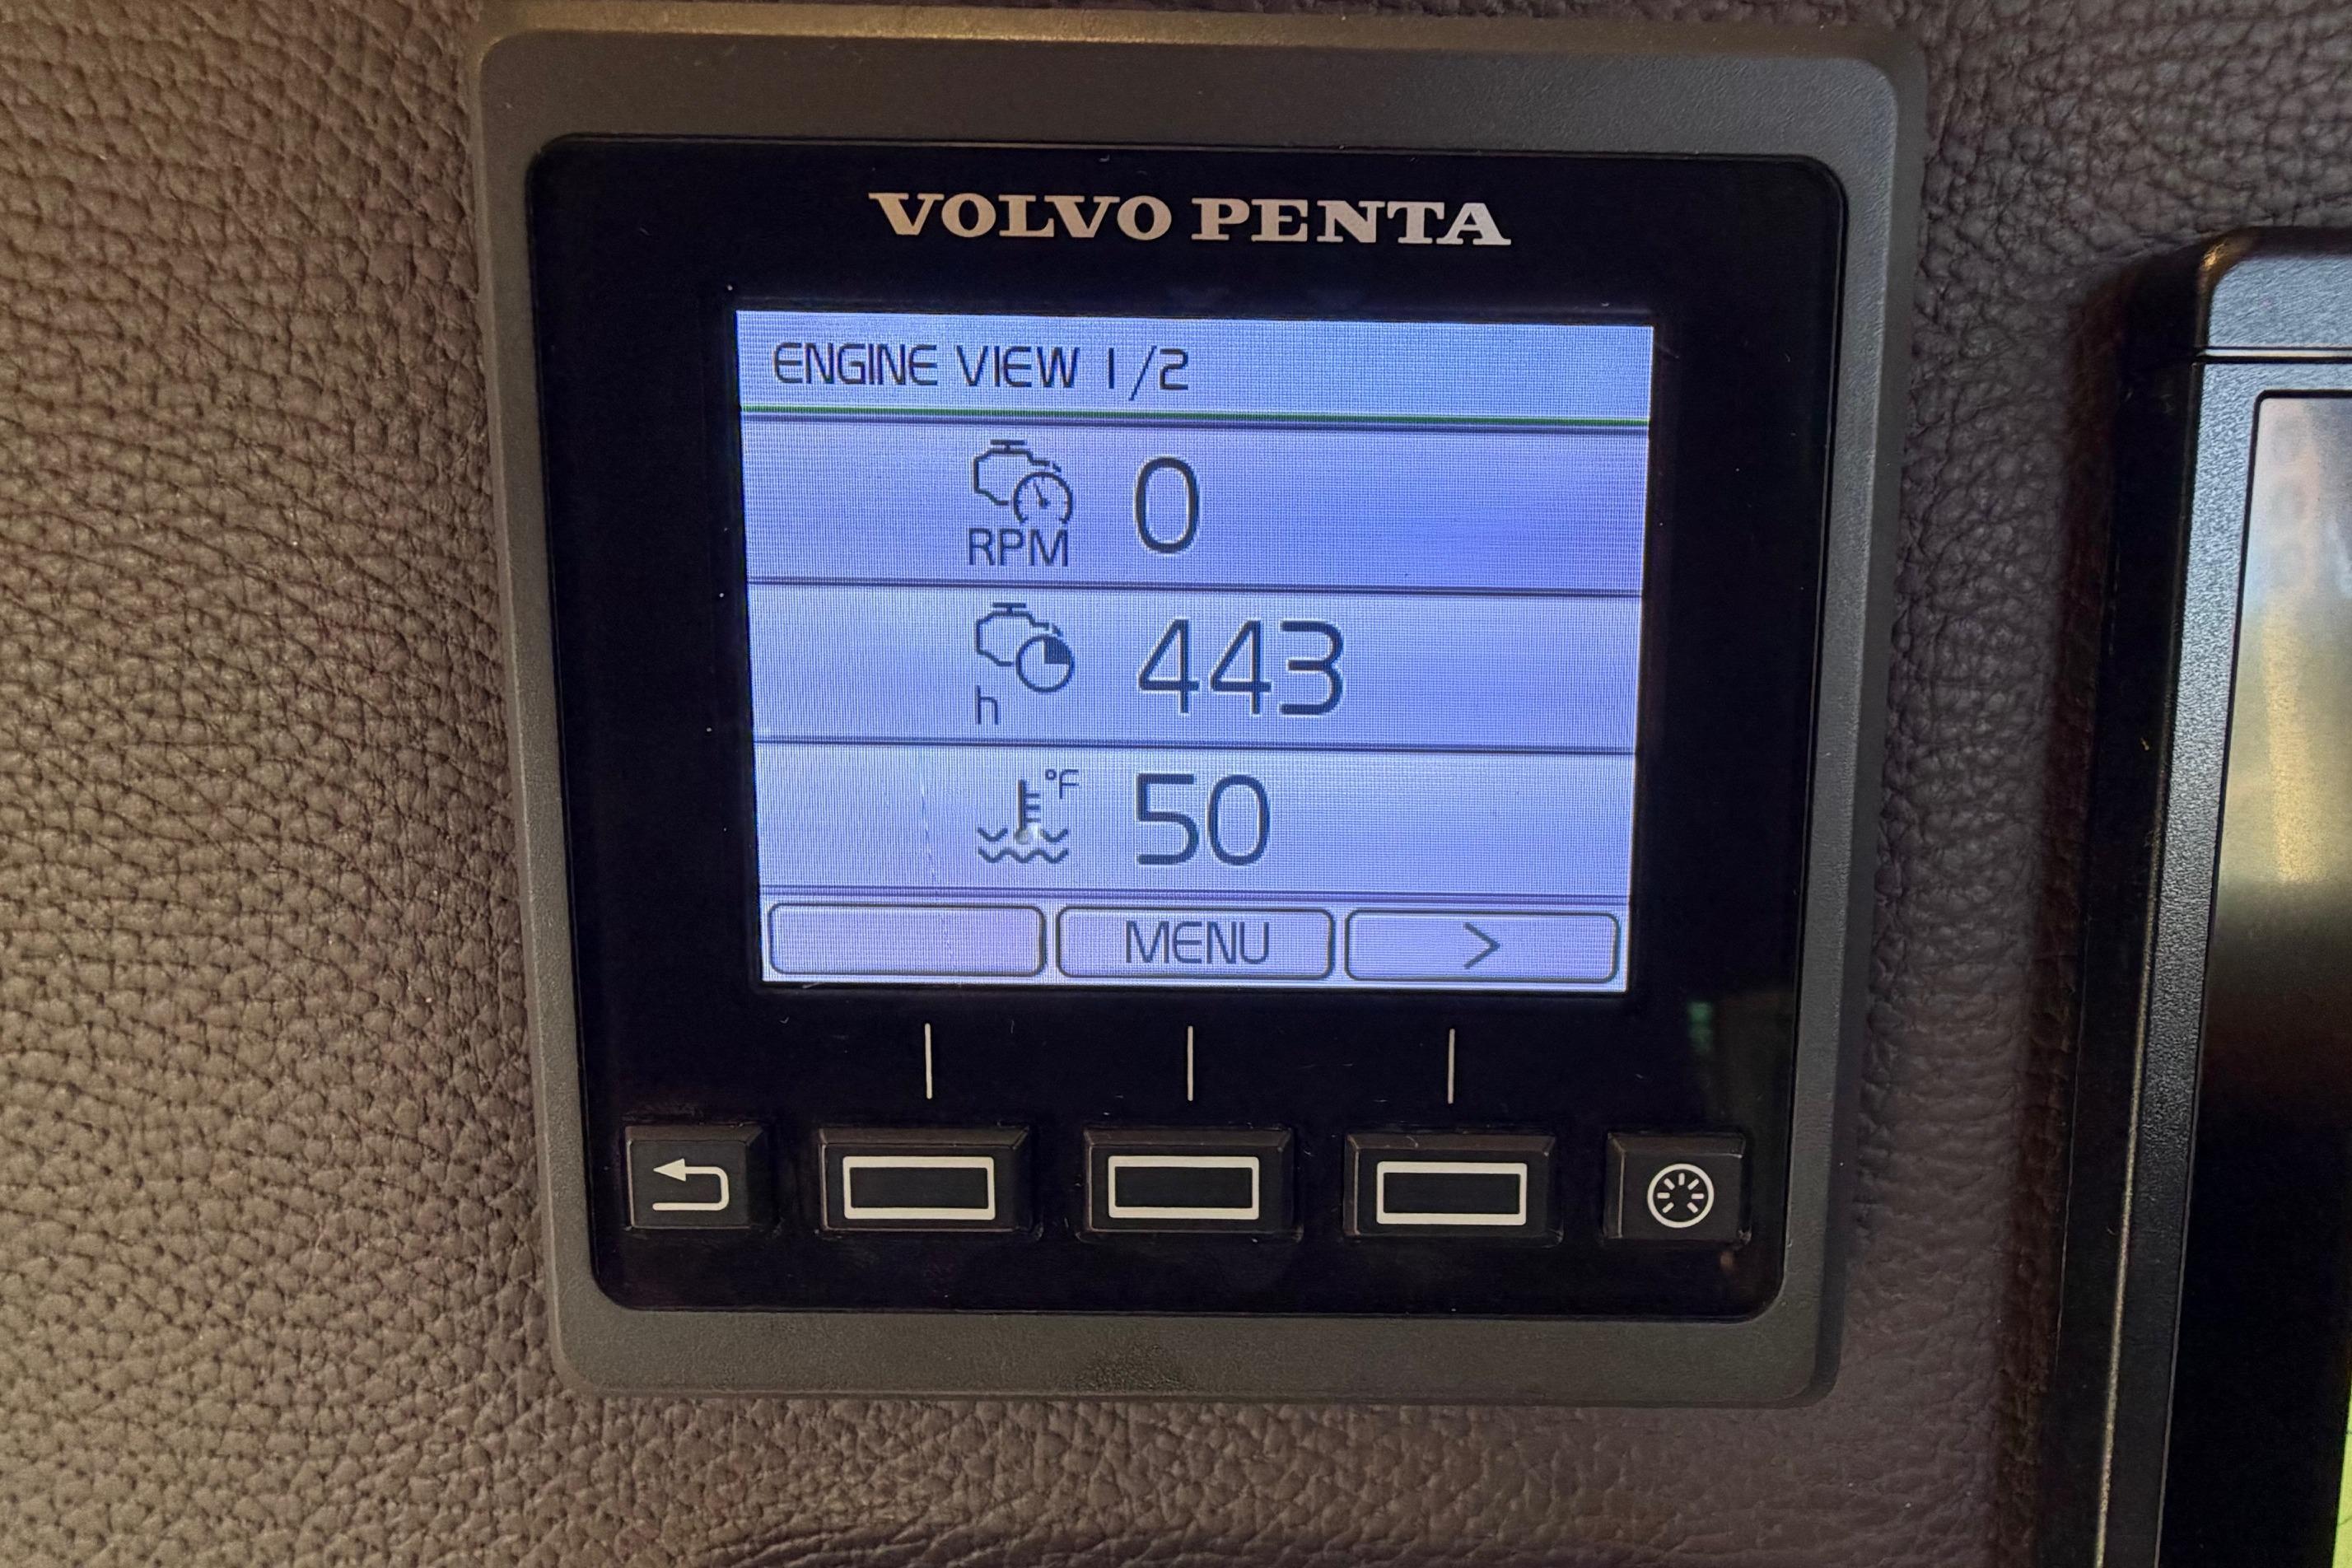 VOLVO PENTA
ENGINE VIEW 1/2
RPM 0
h 443
°F 50
MENU >